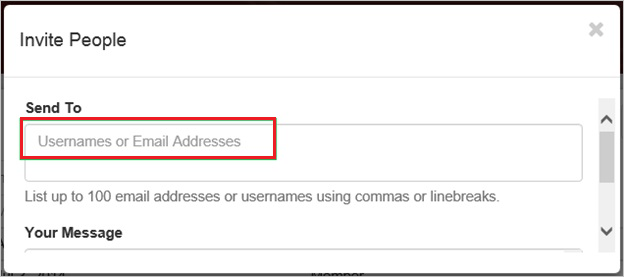 Invite People
Send To
Usernames or Email Addresses
List up to 100 email addresses or usernames using commas or linebreaks.
Your Message